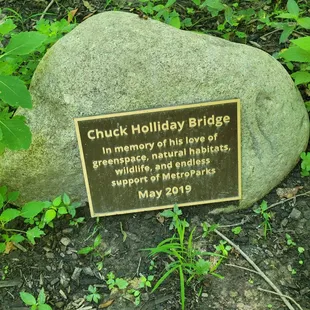 Chuck Holliday Bridge
In memory of his love of
greenspace, natural habitats,
wildlife, and endless
support of MetroParks
May 2019